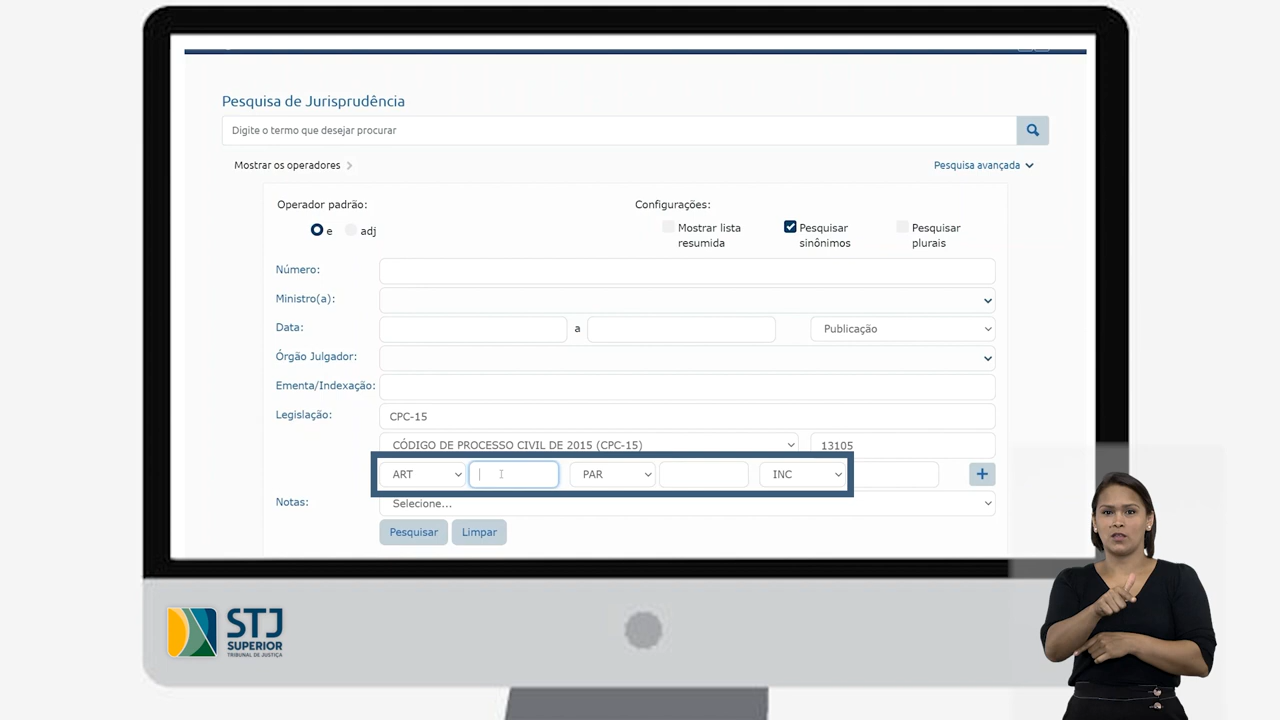 Pesquisa de Jurisprudência
Digite o termo que desejar procurar
Mostrar os operadores
Pesquisa avançada
Operador padrão:
Configurações:
e adj
Mostrar lista resumida
Pesquisar sinônimos
Pesquisar plurais
Número:
Ministro(a):
Data: a Publicação
Órgão Julgador:
Ementa/Indexação:
Legislação: CPC-15
CÓDIGO DE PROCESSO CIVIL DE 2015 (CPC-15) 13105
ART PAR INC +
Notas: Selecione...
Pesquisar Limpar
STJ
SUPERIOR
TRIBUNAL DE JUSTIÇA